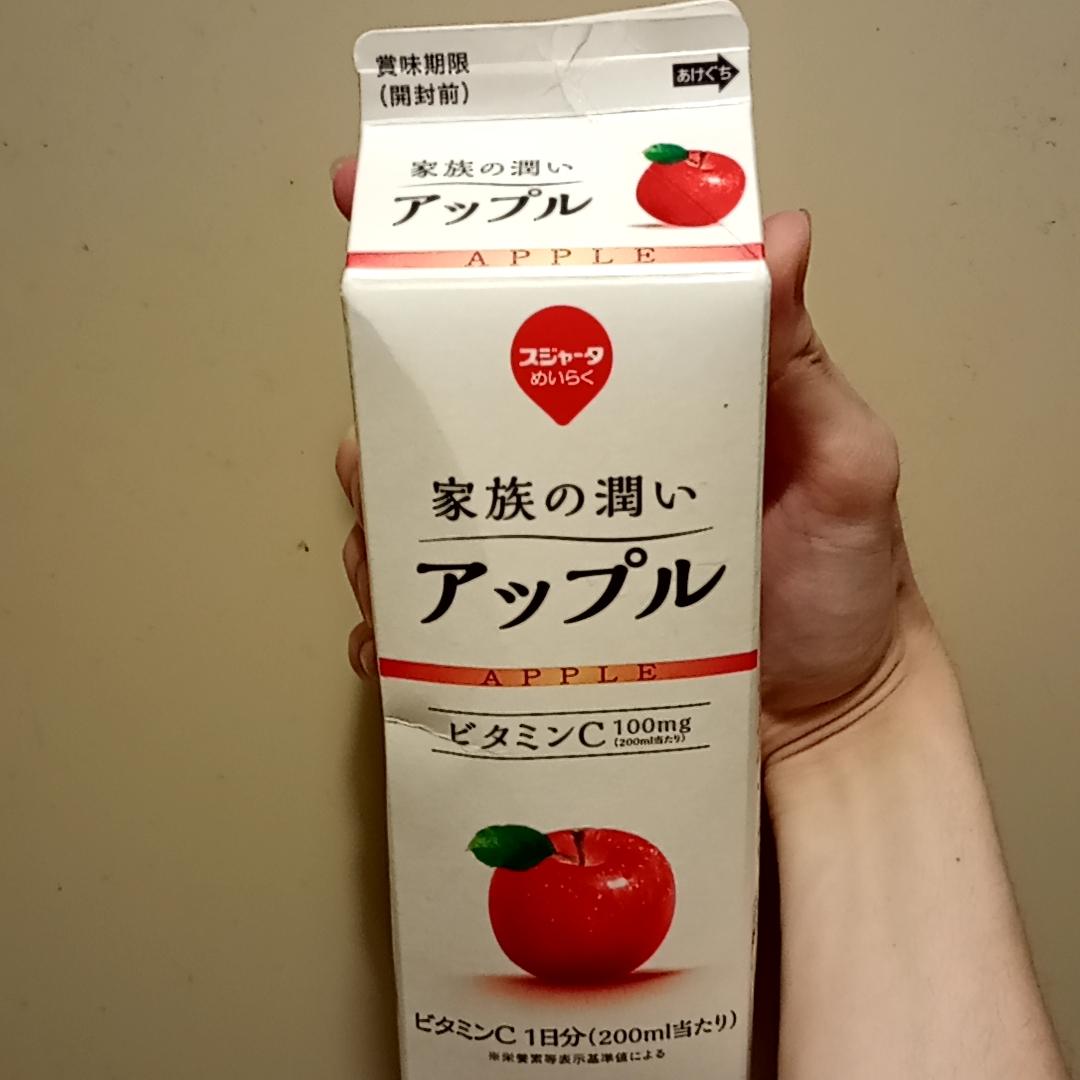 賞味期限
(開封前)
あけぐち
家族の潤い
アップル
APPLE
スジャータ
めいらく
家族の潤い
アップル
APPLE
ビタミンC 100mg
(200ml当たり)
ビタミンC 1日分(200ml当たり)
※栄養素等表示基準値による